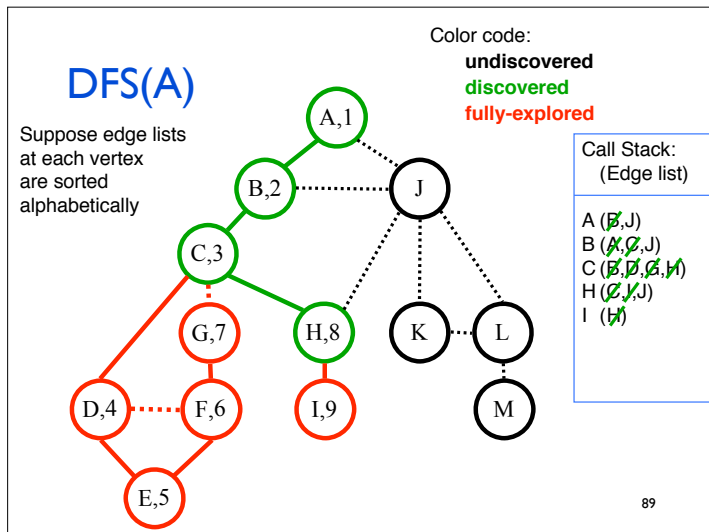 DFS(A)
Suppose edge lists
at each vertex
are sorted
alphabetically
Color code:
undiscovered
discovered
fully-explored
A,1
B,2
J
C,3
G,7
H,8
K
L
D,4
F,6
I,9
M
E,5
Call Stack:
(Edge list)
A (B,J)
B (A,C,J)
C (B,D,G,H)
H (C,I,J)
I (H)
89